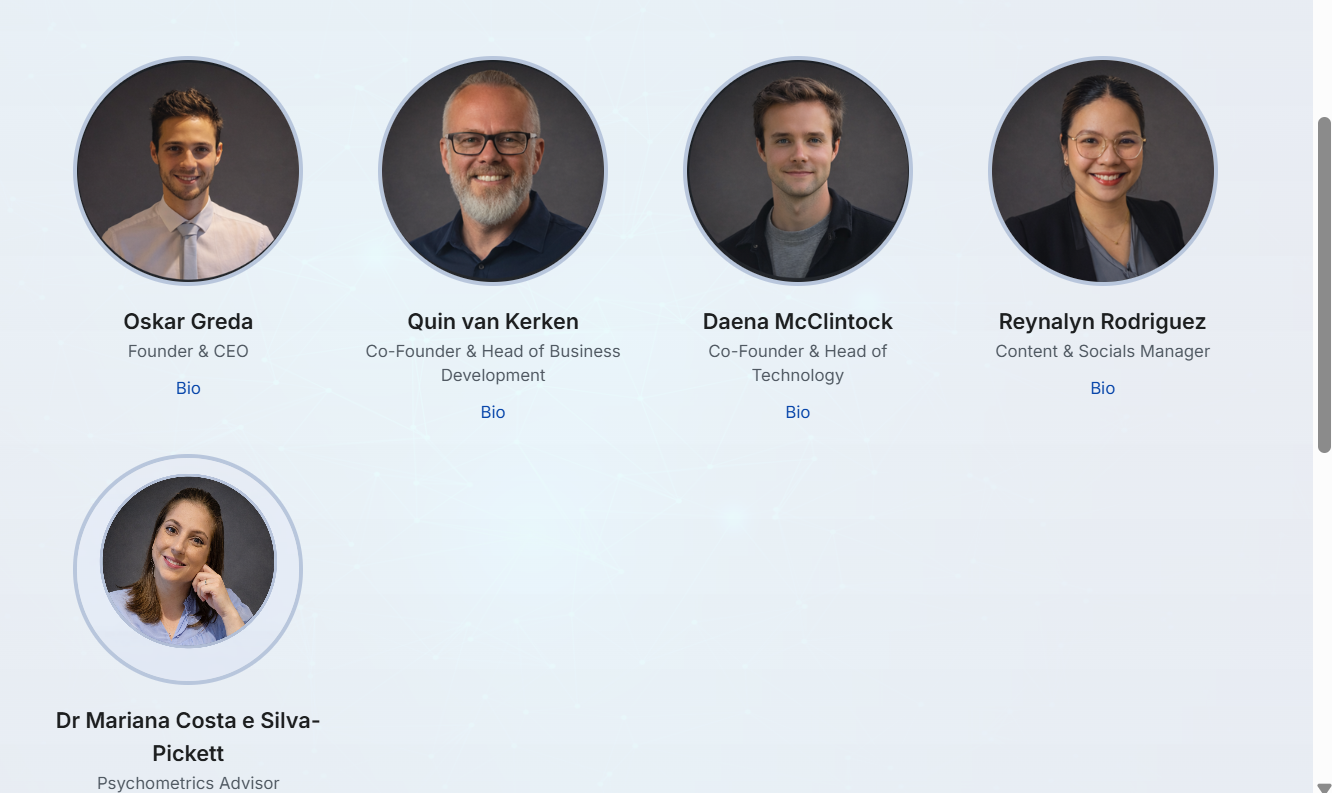 Oskar Greda
Founder & CEO
Bio
Quin van Kerken
Co-Founder & Head of Business
Development
Bio
Daena McClintock
Co-Founder & Head of
Technology
Bio
Reynalyn Rodriguez
Content & Socials Manager
Bio
Dr Mariana Costa e Silva-
Pickett
Psychometrics Advisor